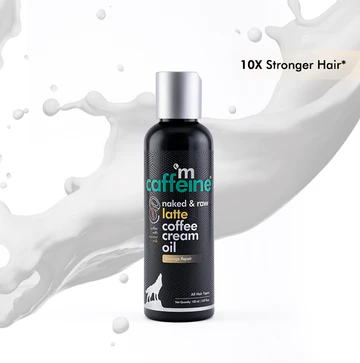 10X Stronger Hair*
'm
caffeine
naked & raw
latte
coffee
cream
oil
Damage Repair
All Hair Types